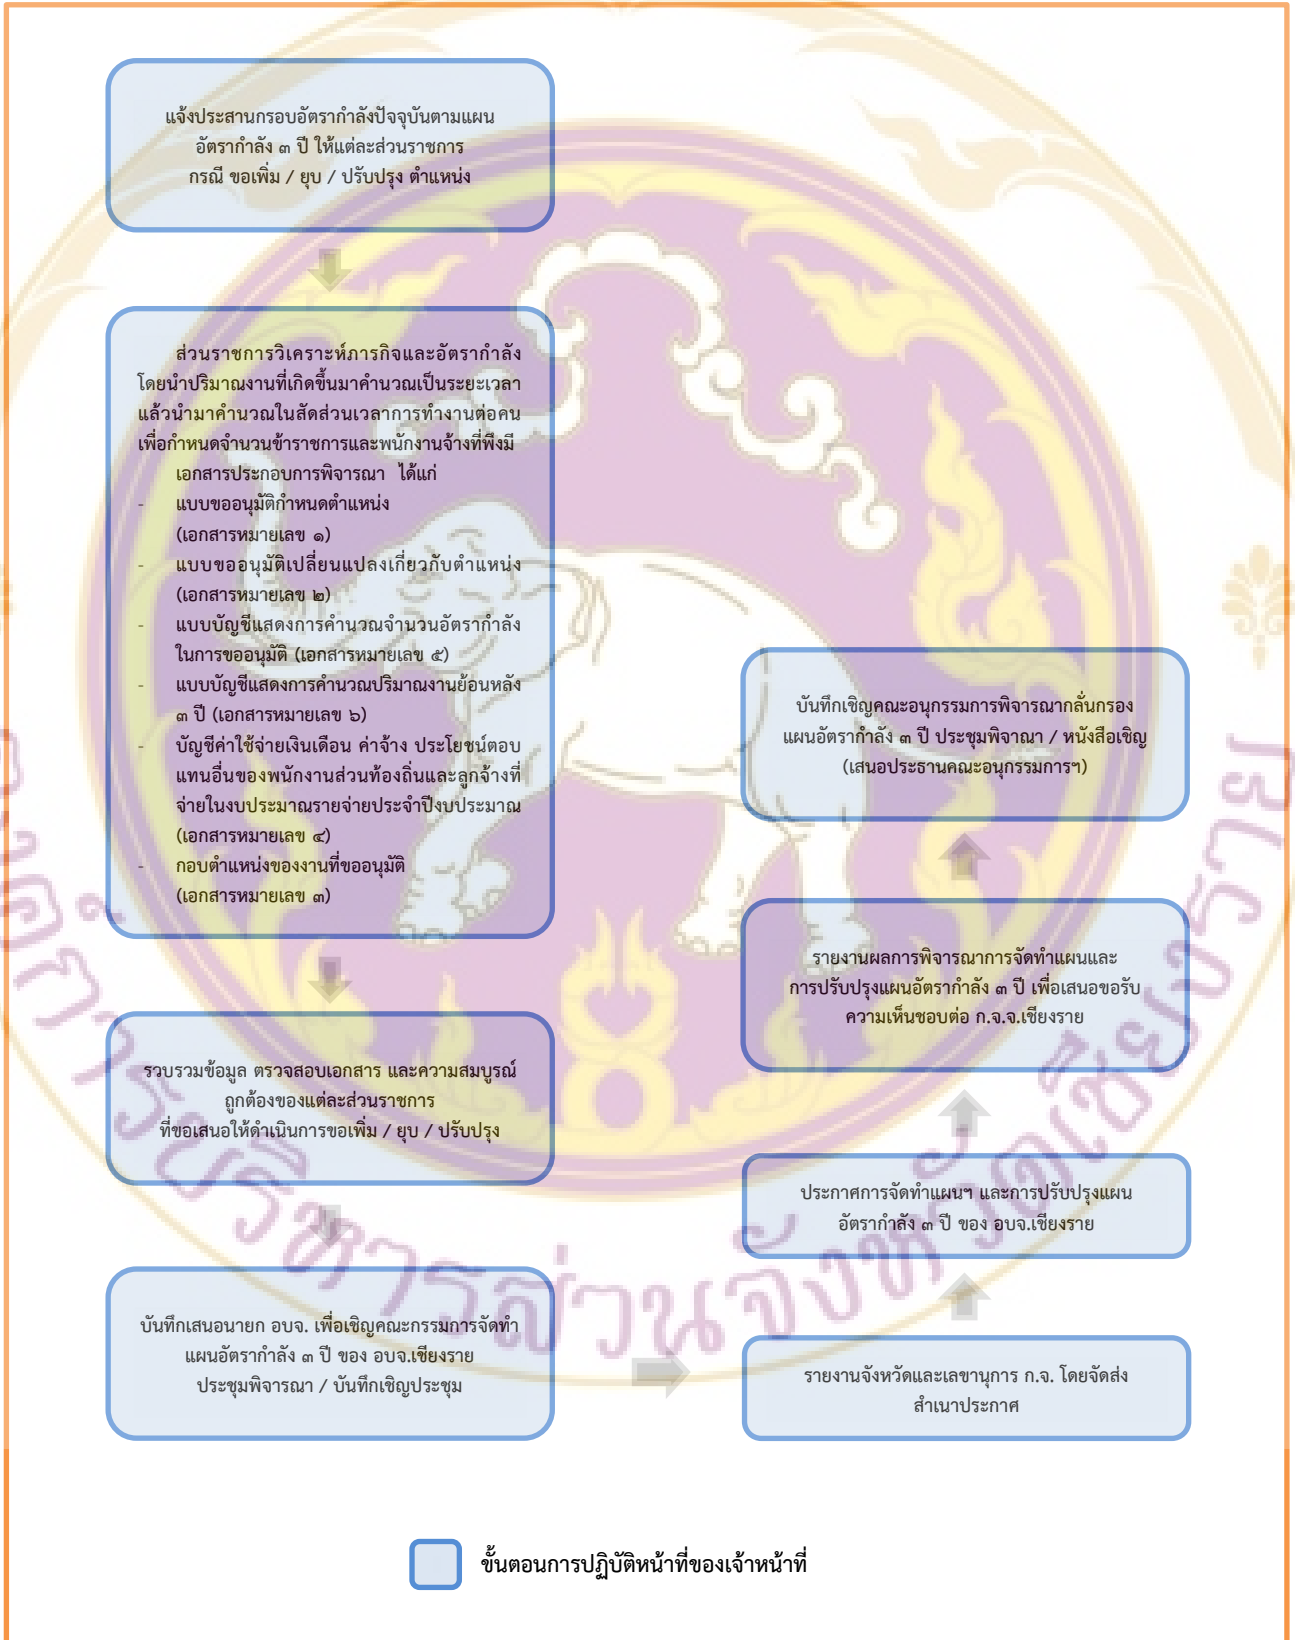 แจ้งประสานกรอบอัตรากำลังปัจจุบันตามแผน
อัตรากำลัง ๓ ปี ให้แต่ละส่วนราชการ
กรณี ขอเพิ่ม / ยุบ / ปรับปรุง ตำแหน่ง
ส่วนราชการวิเคราะห์ภารกิจและอัตรากำลัง
โดยนำปริมาณงานที่เกิดขึ้นมาคำนวณเป็นระยะเวลา
แล้วนำมาคำนวณในสัดส่วนเวลาการทำงานต่อคน
เพื่อกำหนดจำนวนข้าราชการและพนักงานจ้างที่พึงมี
เอกสารประกอบการพิจารณา ได้แก่
- แบบขออนุมัติกำหนดตำแหน่ง
(เอกสารหมายเลข ๑)
- แบบขออนุมัติเปลี่ยนแปลงเกี่ยวกับตำแหน่ง
(เอกสารหมายเลข ๒)
- แบบบัญชีแสดงการคำนวณจำนวนอัตรากำลัง
ในการขออนุมัติ (เอกสารหมายเลข ๕)
- แบบบัญชีแสดงการคำนวณปริมาณงานย้อนหลัง
๓ ปี (เอกสารหมายเลข ๖)
- บัญชีค่าใช้จ่ายเงินเดือน ค่าจ้าง ประโยชน์ตอบ
แทนอื่นของพนักงานส่วนท้องถิ่นและลูกจ้างที่
จ่ายในงบประมาณรายจ่ายประจำปีงบประมาณ
(เอกสารหมายเลข ๔)
- กอบตำแหน่งของงานที่ขออนุมัติ
(เอกสารหมายเลข ๓)
รวบรวมข้อมูล ตรวจสอบเอกสาร และความสมบูรณ์
ถูกต้องของแต่ละส่วนราชการ
ที่ขอเสนอให้ดำเนินการขอเพิ่ม / ยุบ / ปรับปรุง
บันทึกเสนอนายก อบจ. เพื่อเชิญคณะกรรมการจัดทำ
แผนอัตรากำลัง ๓ ปี ของ อบจ.เชียงราย
ประชุมพิจารณา / บันทึกเชิญประชุม
บันทึกเชิญคณะอนุกรรมการพิจารณากลั่นกรอง
แผนอัตรากำลัง ๓ ปี ประชุมพิจาณา / หนังสือเชิญ
(เสนอประธานคณะอนุกรรมการฯ)
รายงานผลการพิจารณาการจัดทำแผนและ
การปรับปรุงแผนอัตรากำลัง ๓ ปี เพื่อเสนอขอรับ
ความเห็นชอบต่อ ก.จ.จ.เชียงราย
ประกาศการจัดทำแผนฯ และการปรับปรุงแผน
อัตรากำลัง ๓ ปี ของ อบจ.เชียงราย
รายงานจังหวัดและเลขานุการ ก.จ. โดยจัดส่ง
สำเนาประกาศ
ขั้นตอนการปฏิบัติหน้าที่ของเจ้าหน้าที่
องค์การบริหารส่วนจังหวัดเชียงราย